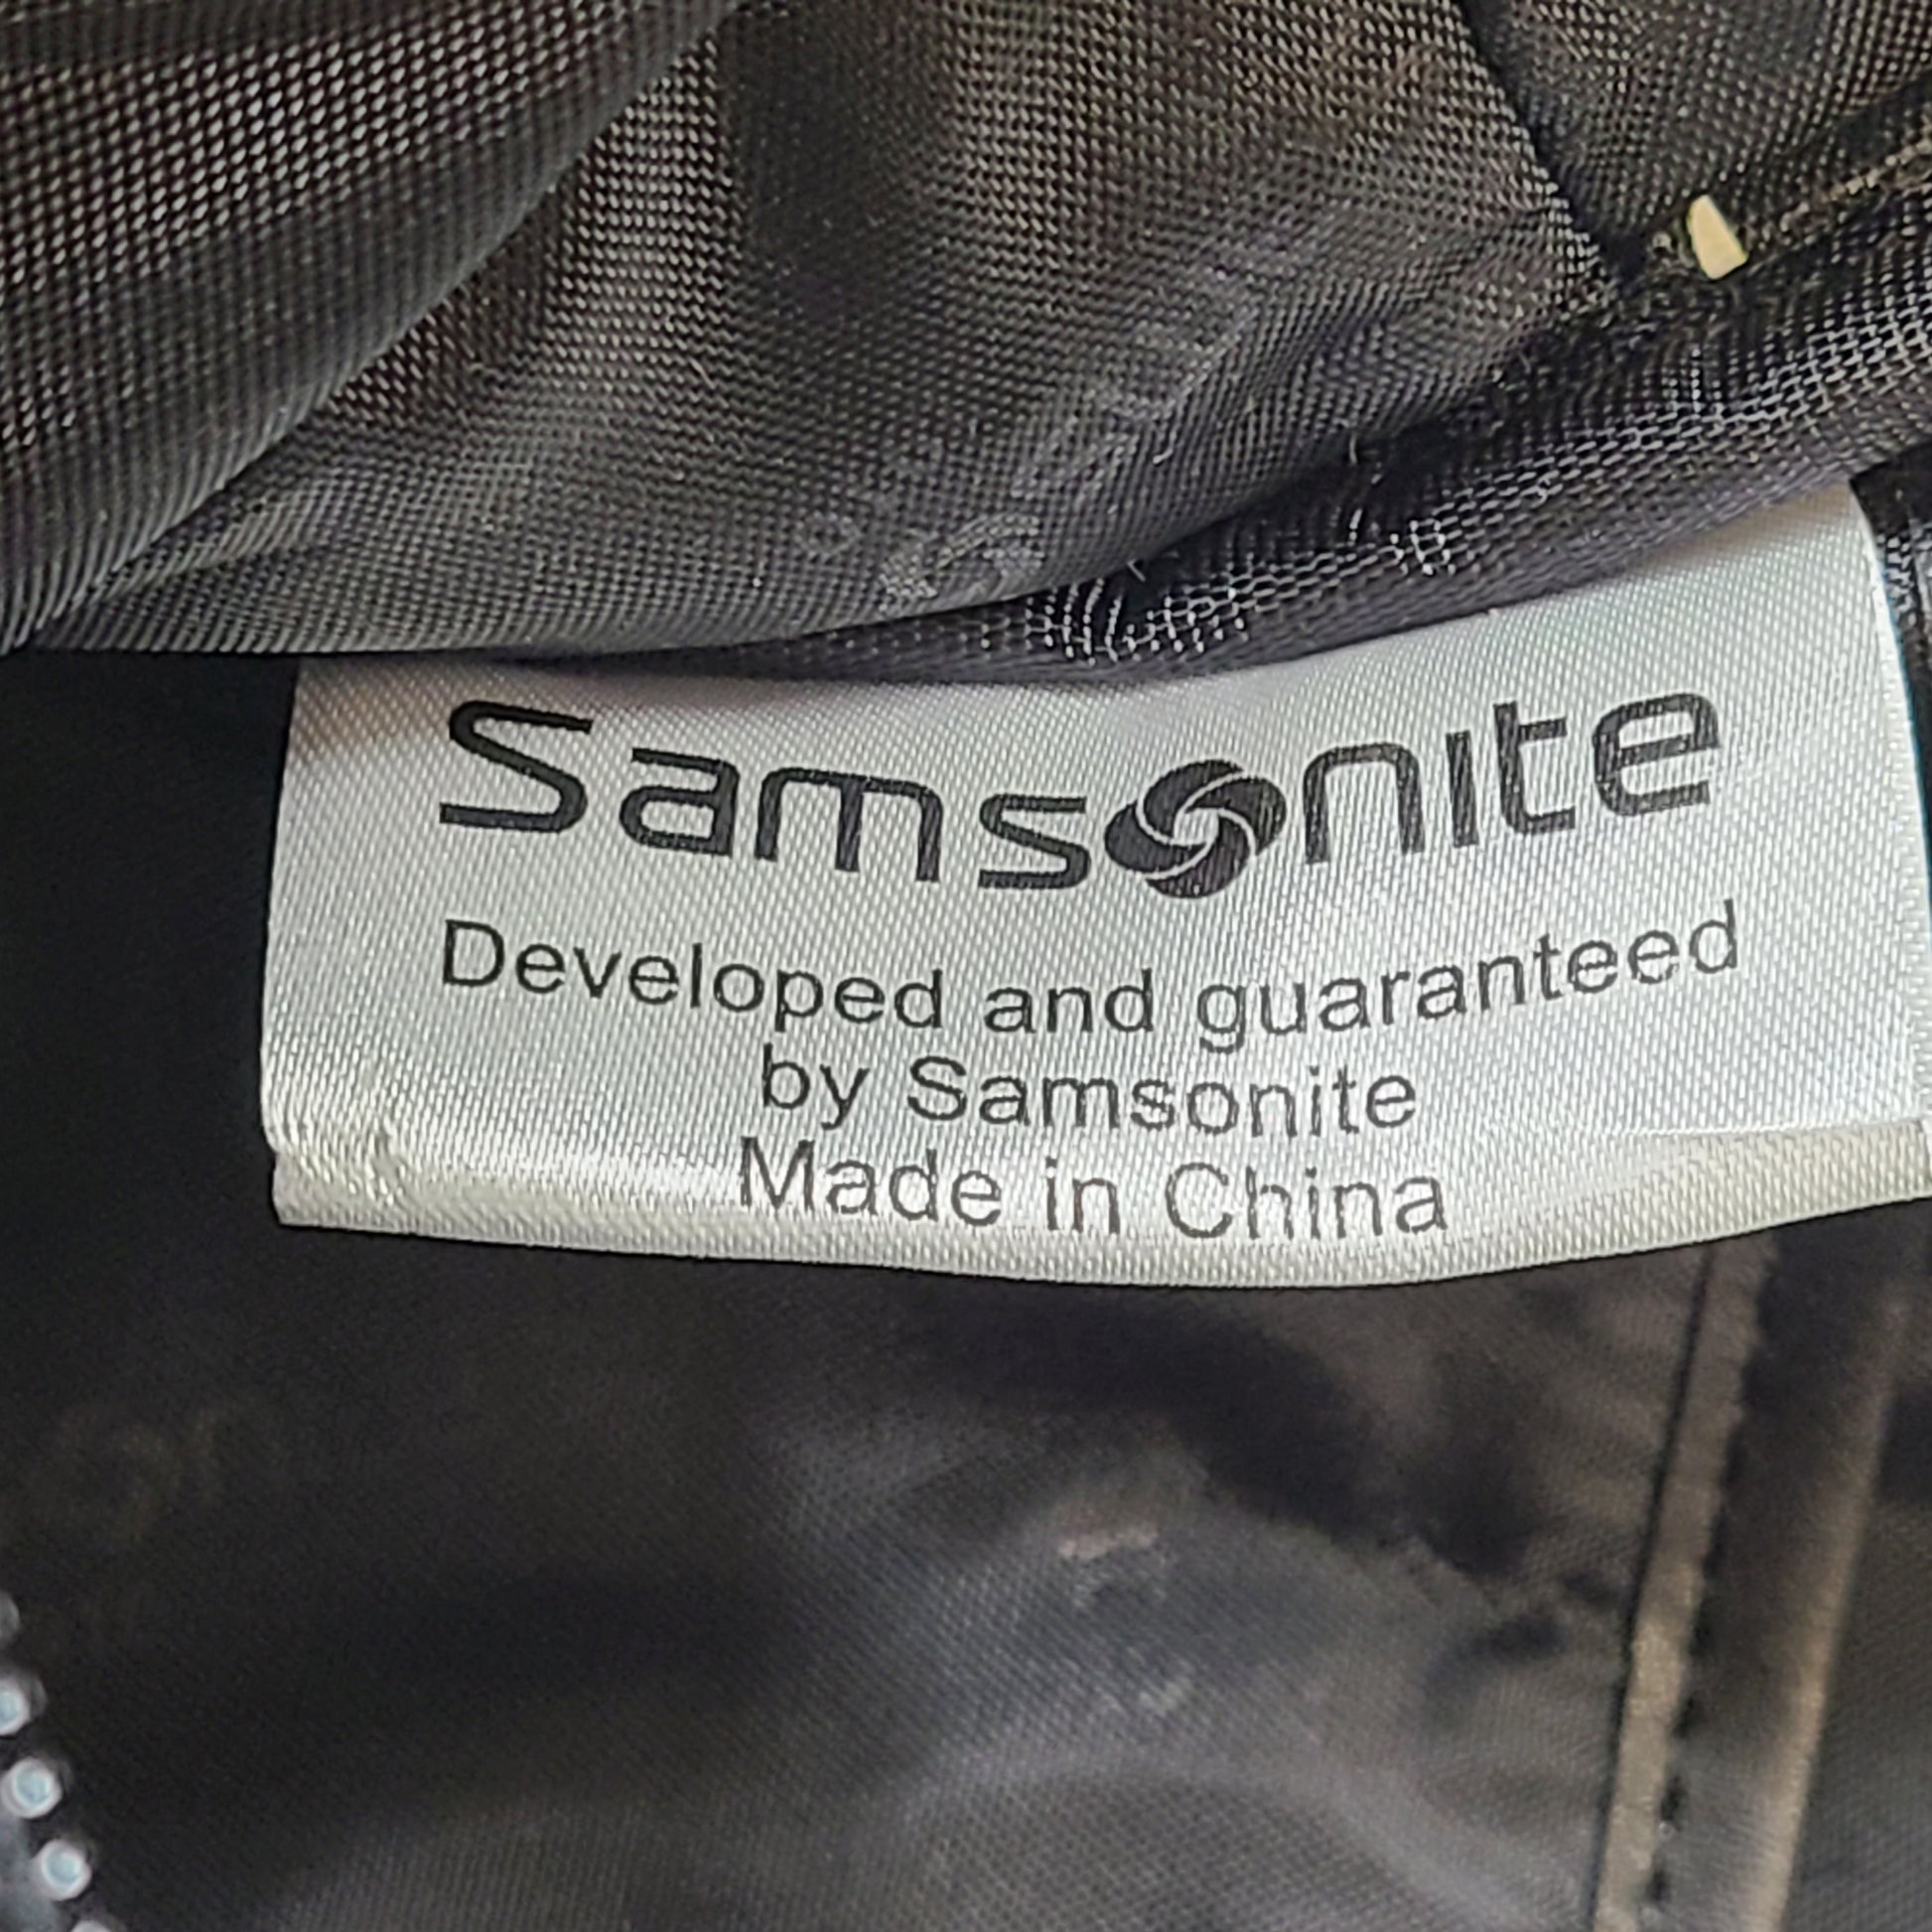 Samsonite
Developed and guaranteed
by Samsonite
Made in China